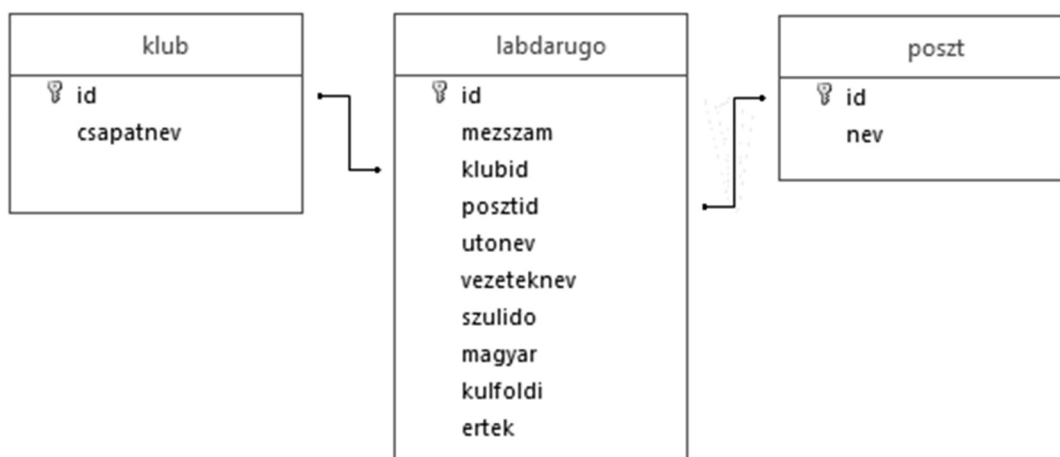 klub
id
csapatnev
labdarugo
id
mezszam
klubid
posztid
utonev
vezeteknev
szulido
magyar
kulfoldi
ertek
poszt
id
nev